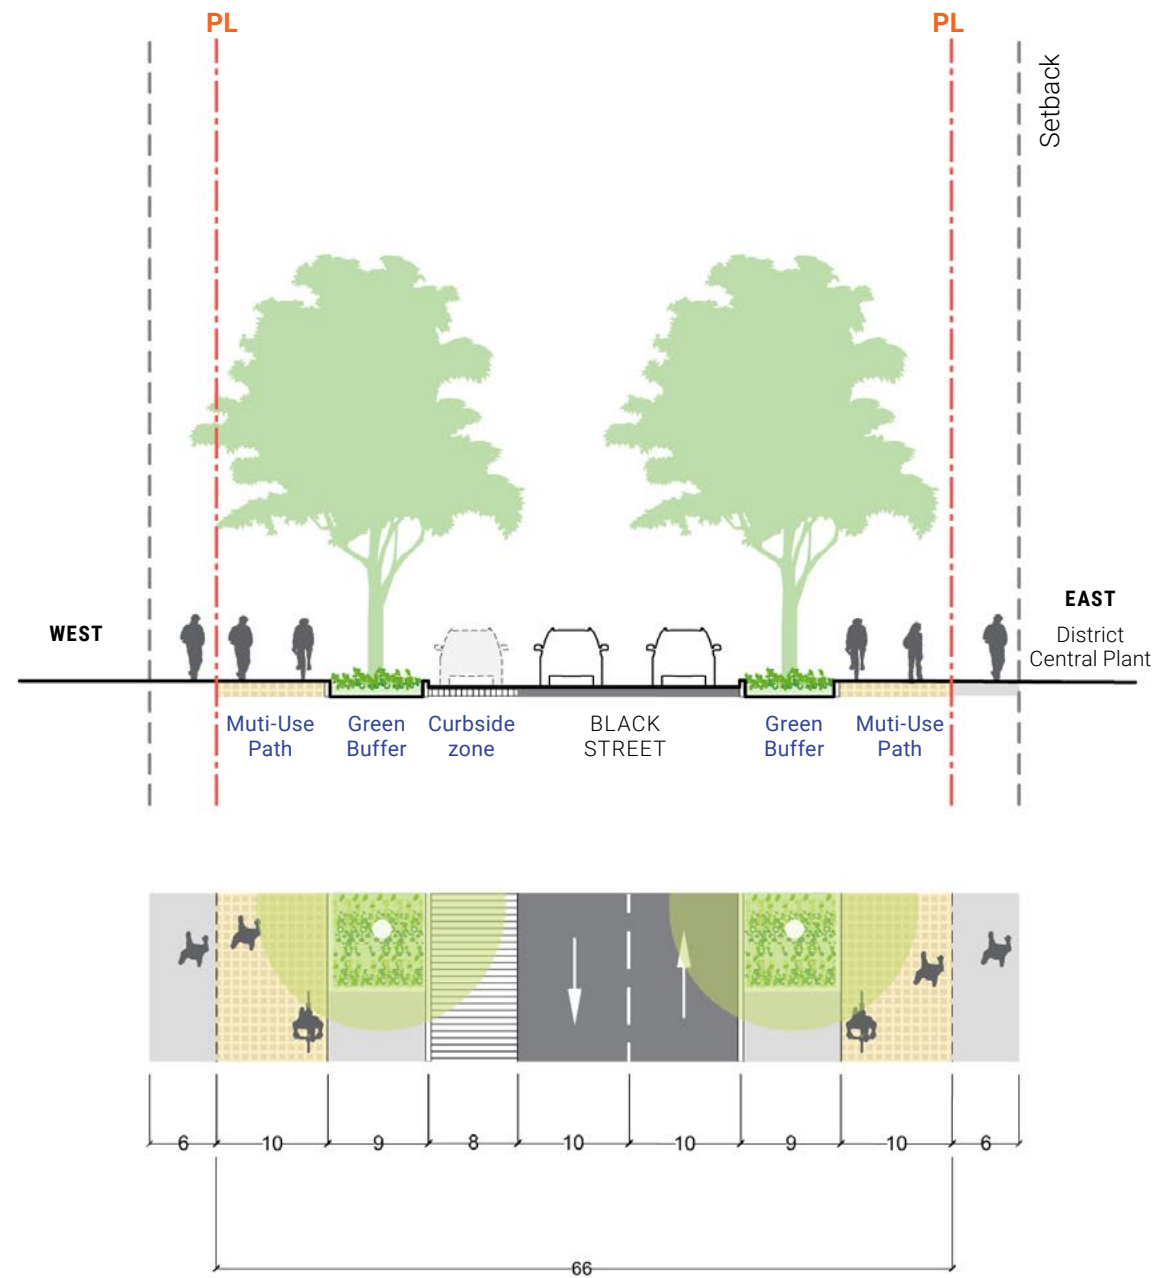 PL
PL
Setback
WEST
EAST
District
Central Plant
Muti-Use
Path
Green
Buffer
Curbside
zone
BLACK
STREET
Green
Buffer
Muti-Use
Path
6
10
9
8
10
10
9
10
6
66